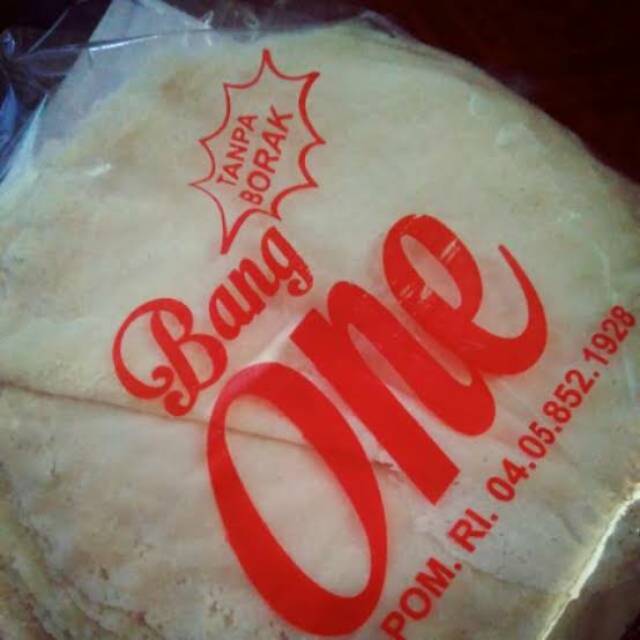 TANPA
BORAK
Bang
One
POM. RI. 04.05.852.1928